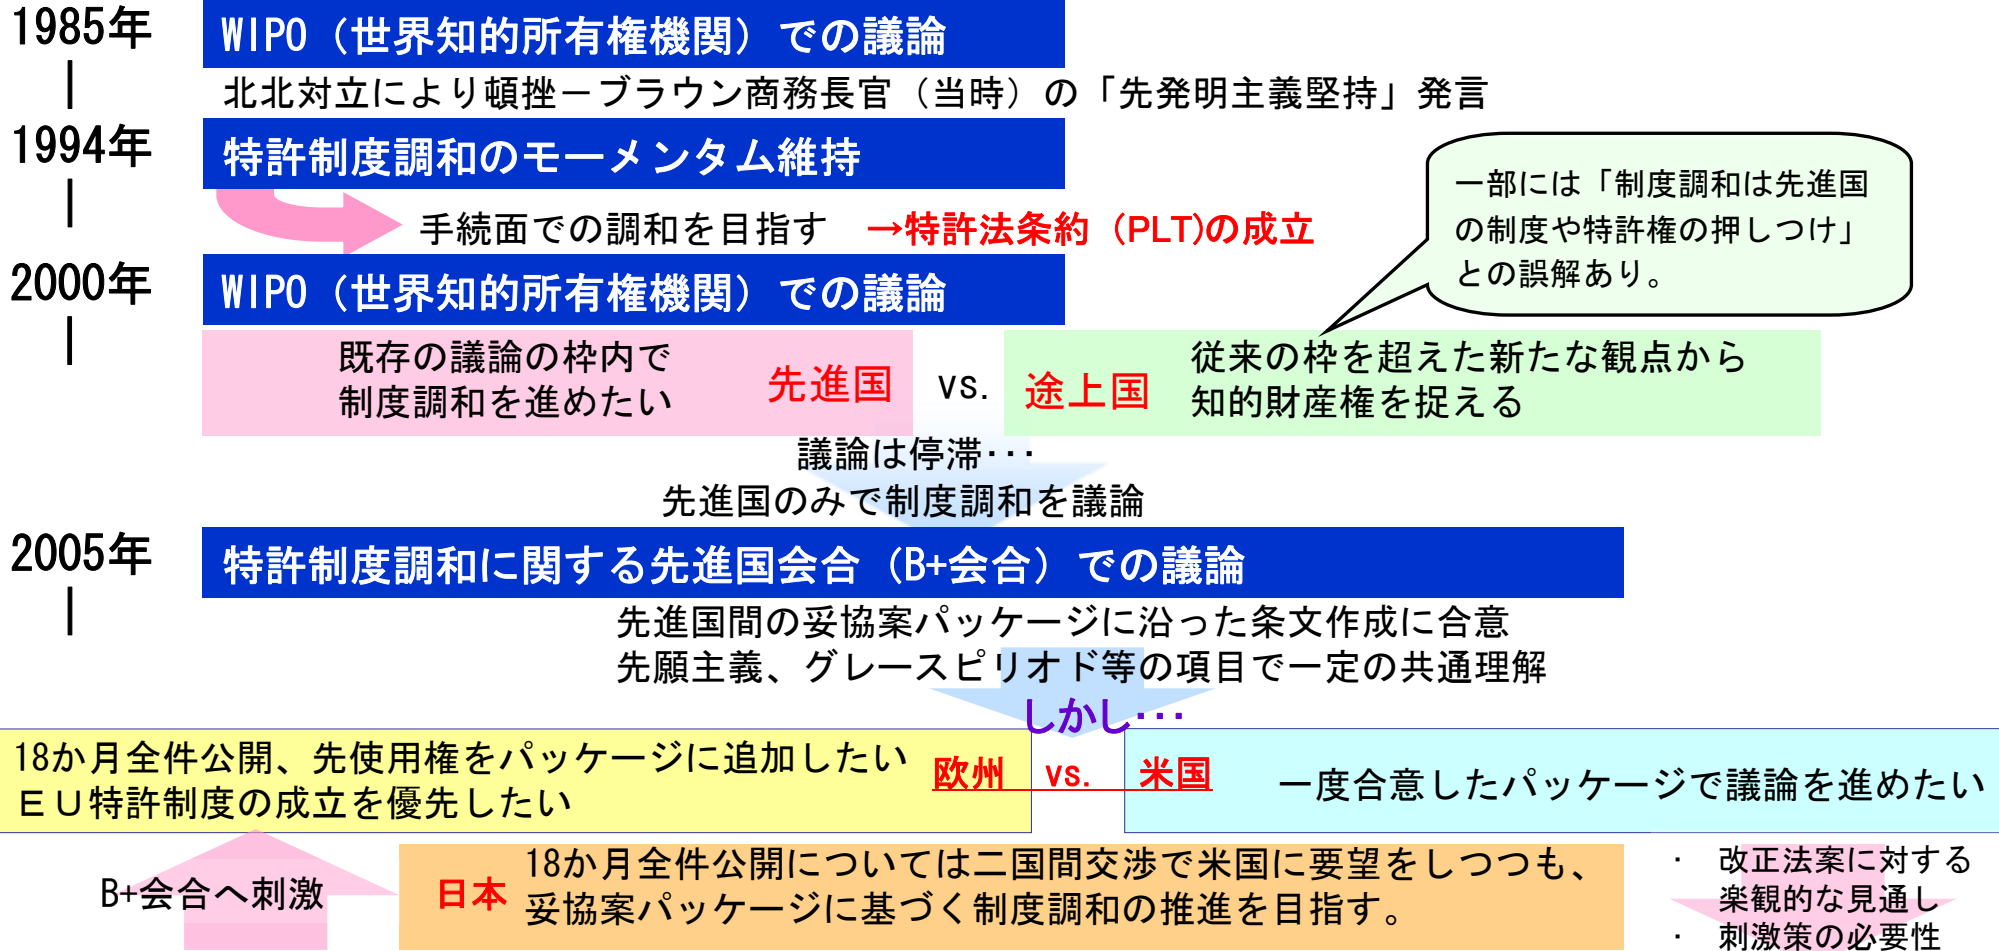 1985年
WIPO（世界知的所有権機関）での議論
北北対立により頓挫－ブラウン商務長官（当時）の「先発明主義堅持」発言
1994年
特許制度調和のモーメンタム維持
手続面での調和を目指す　→特許法条約（PLT)の成立
一部には「制度調和は先進国
の制度や特許権の押しつけ」
との誤解あり。
2000年
WIPO（世界知的所有権機関）での議論
既存の議論の枠内で
制度調和を進めたい
先進国
vs.
途上国
従来の枠を超えた新たな観点から
知的財産権を捉える
議論は停滞･･･
先進国のみで制度調和を議論
2005年
特許制度調和に関する先進国会合（B+会合）での議論
先進国間の妥協案パッケージに沿った条文作成に合意
先願主義、グレースピリオド等の項目で一定の共通理解
しかし･･･
18か月全件公開、先使用権をパッケージに追加したい
ＥＵ特許制度の成立を優先したい
欧州　vs.　米国
一度合意したパッケージで議論を進めたい
B+会合へ刺激
日本
18か月全件公開については二国間交渉で米国に要望をしつつも、
妥協案パッケージに基づく制度調和の推進を目指す。
・　改正法案に対する
楽観的な見通し
・　刺激策の必要性